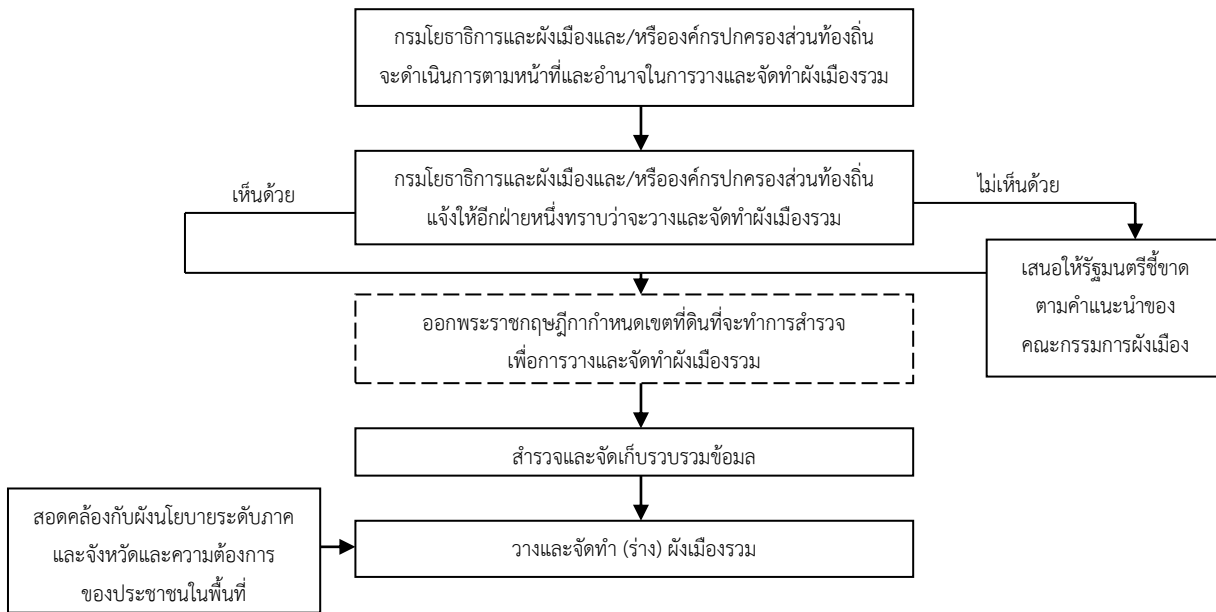 กรมโยธาธิการและผังเมืองและ/หรือองค์กรปกครองส่วนท้องถิ่น
จะดำเนินการตามหน้าที่และอำนาจในการวางและจัดทำผังเมืองรวม
กรมโยธาธิการและผังเมืองและ/หรือองค์กรปกครองส่วนท้องถิ่น
แจ้งให้อีกฝ่ายหนึ่งทราบว่าจะวางและจัดทำผังเมืองรวม
เห็นด้วย
ไม่เห็นด้วย
เสนอให้รัฐมนตรีชี้ขาด
ตามคำแนะนำของ
คณะกรรมการผังเมือง
ออกพระราชกฤษฎีกากำหนดเขตที่ดินที่จะทำการสำรวจ
เพื่อการวางและจัดทำผังเมืองรวม
สำรวจและจัดเก็บรวบรวมข้อมล
สอดคล้องกับผังนโยบายระดับภาค
และจังหวัดและความต้องการ
ของประชาชนในพื้นที่
วางและจัดทำ (ร่าง) ผังเมืองรวม